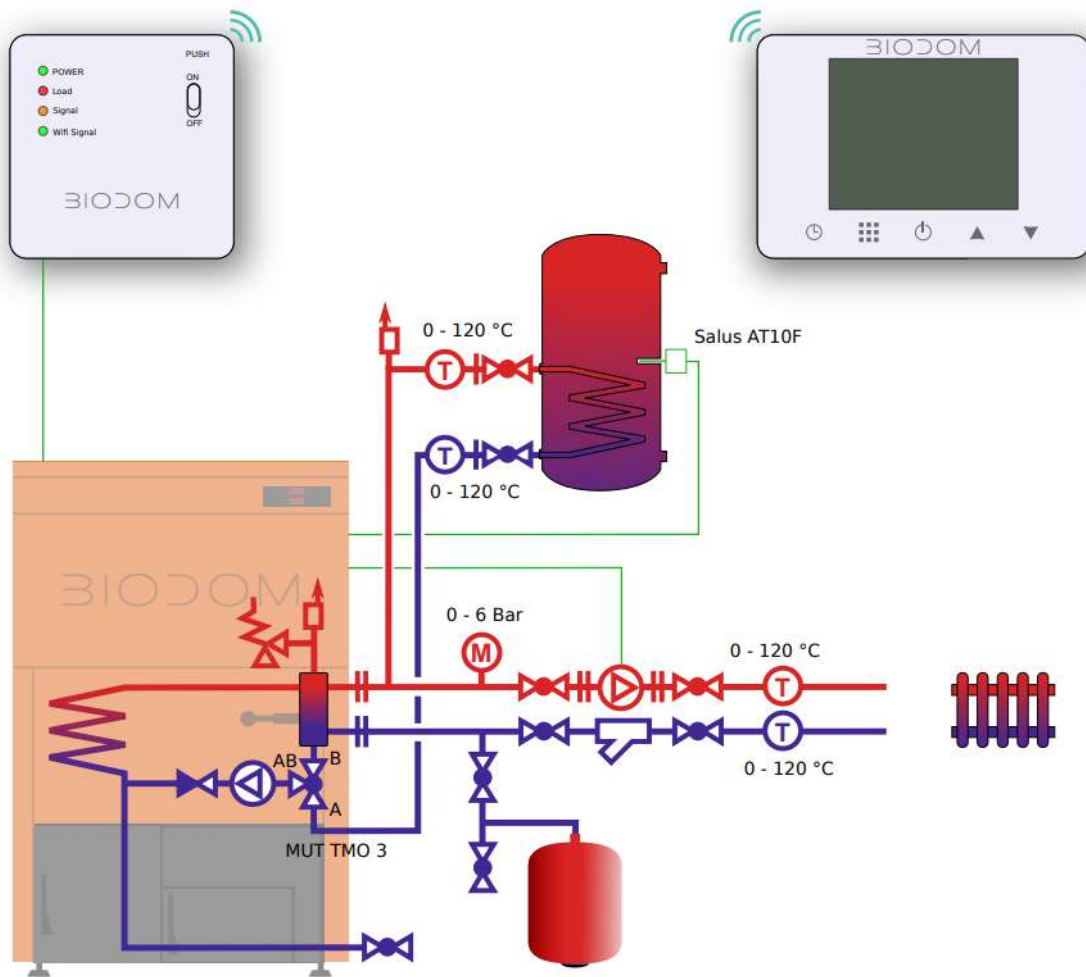 PUSH
POWER
ON
Load
Signal
OFF
Wifi Signal
BIODOM
BIODOM
0 - 120 °C
Salus AT10F
T
T
0 - 120 °C
BIODOM
0 - 6 Bar
M
0 - 120 °C
T
T
0 - 120 °C
AB
B
A
MUT TMO 3